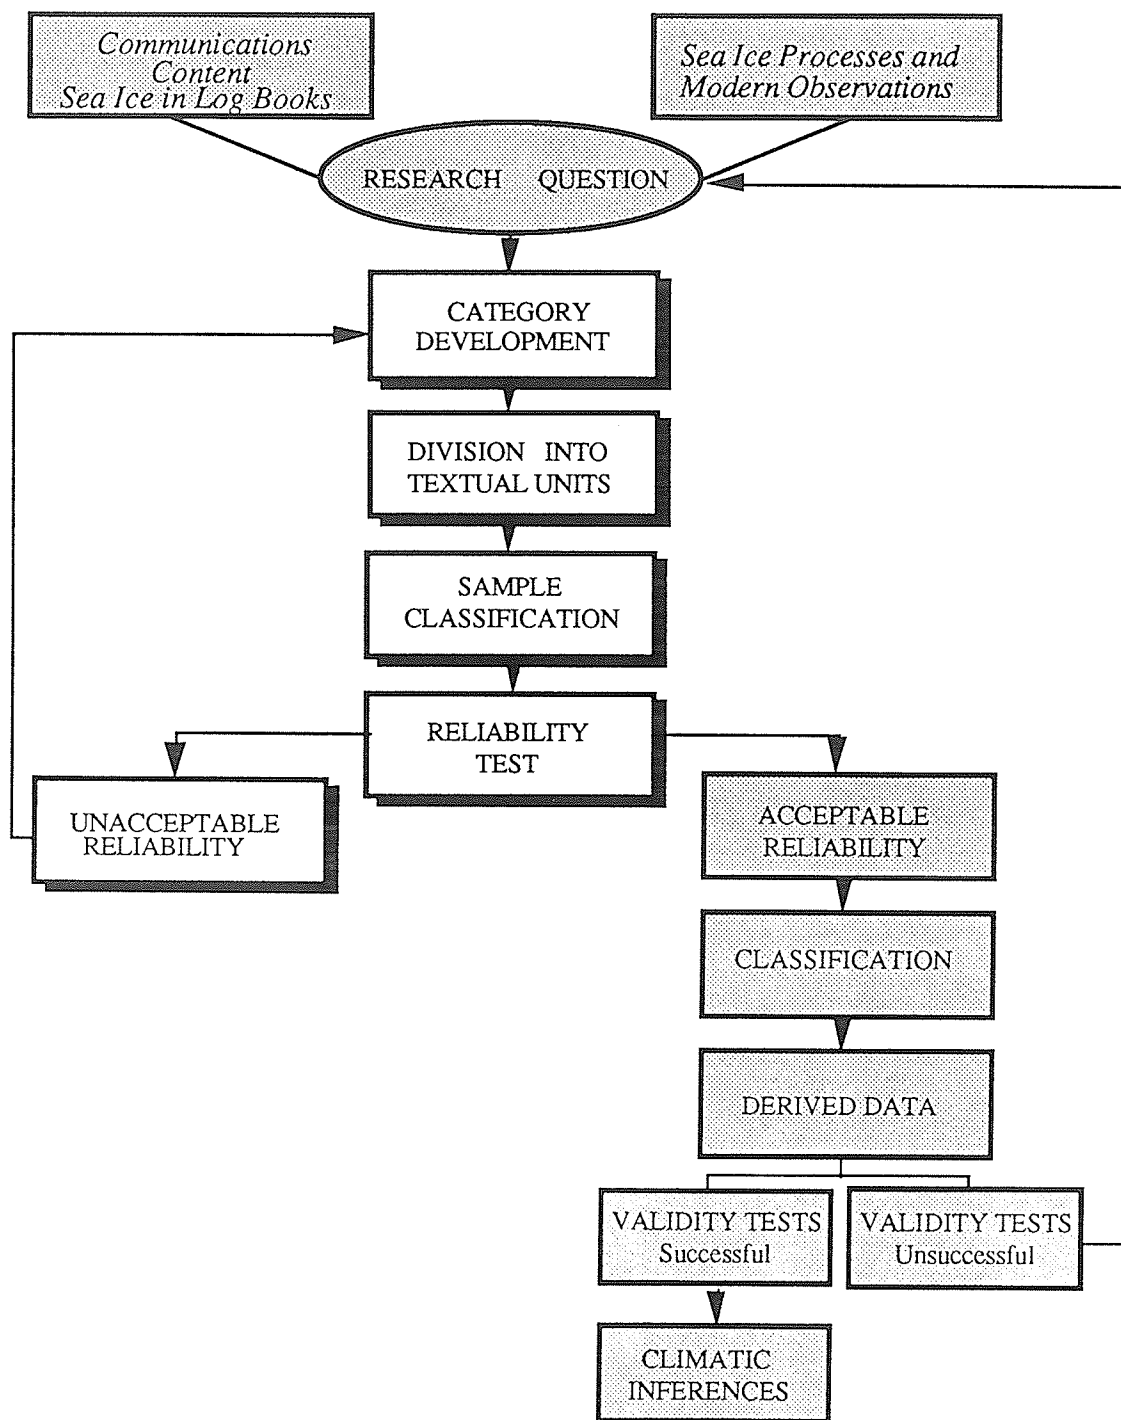 Communications
Content
Sea Ice in Log Books
Sea Ice Processes and
Modern Observations
RESEARCH QUESTION
CATEGORY
DEVELOPMENT
DIVISION INTO
TEXTUAL UNITS
SAMPLE
CLASSIFICATION
RELIABILITY
TEST
UNACCEPTABLE
RELIABILITY
ACCEPTABLE
RELIABILITY
CLASSIFICATION
DERIVED DATA
VALIDITY TESTS
Successful
VALIDITY TESTS
Unsuccessful
CLIMATIC
INFERENCES